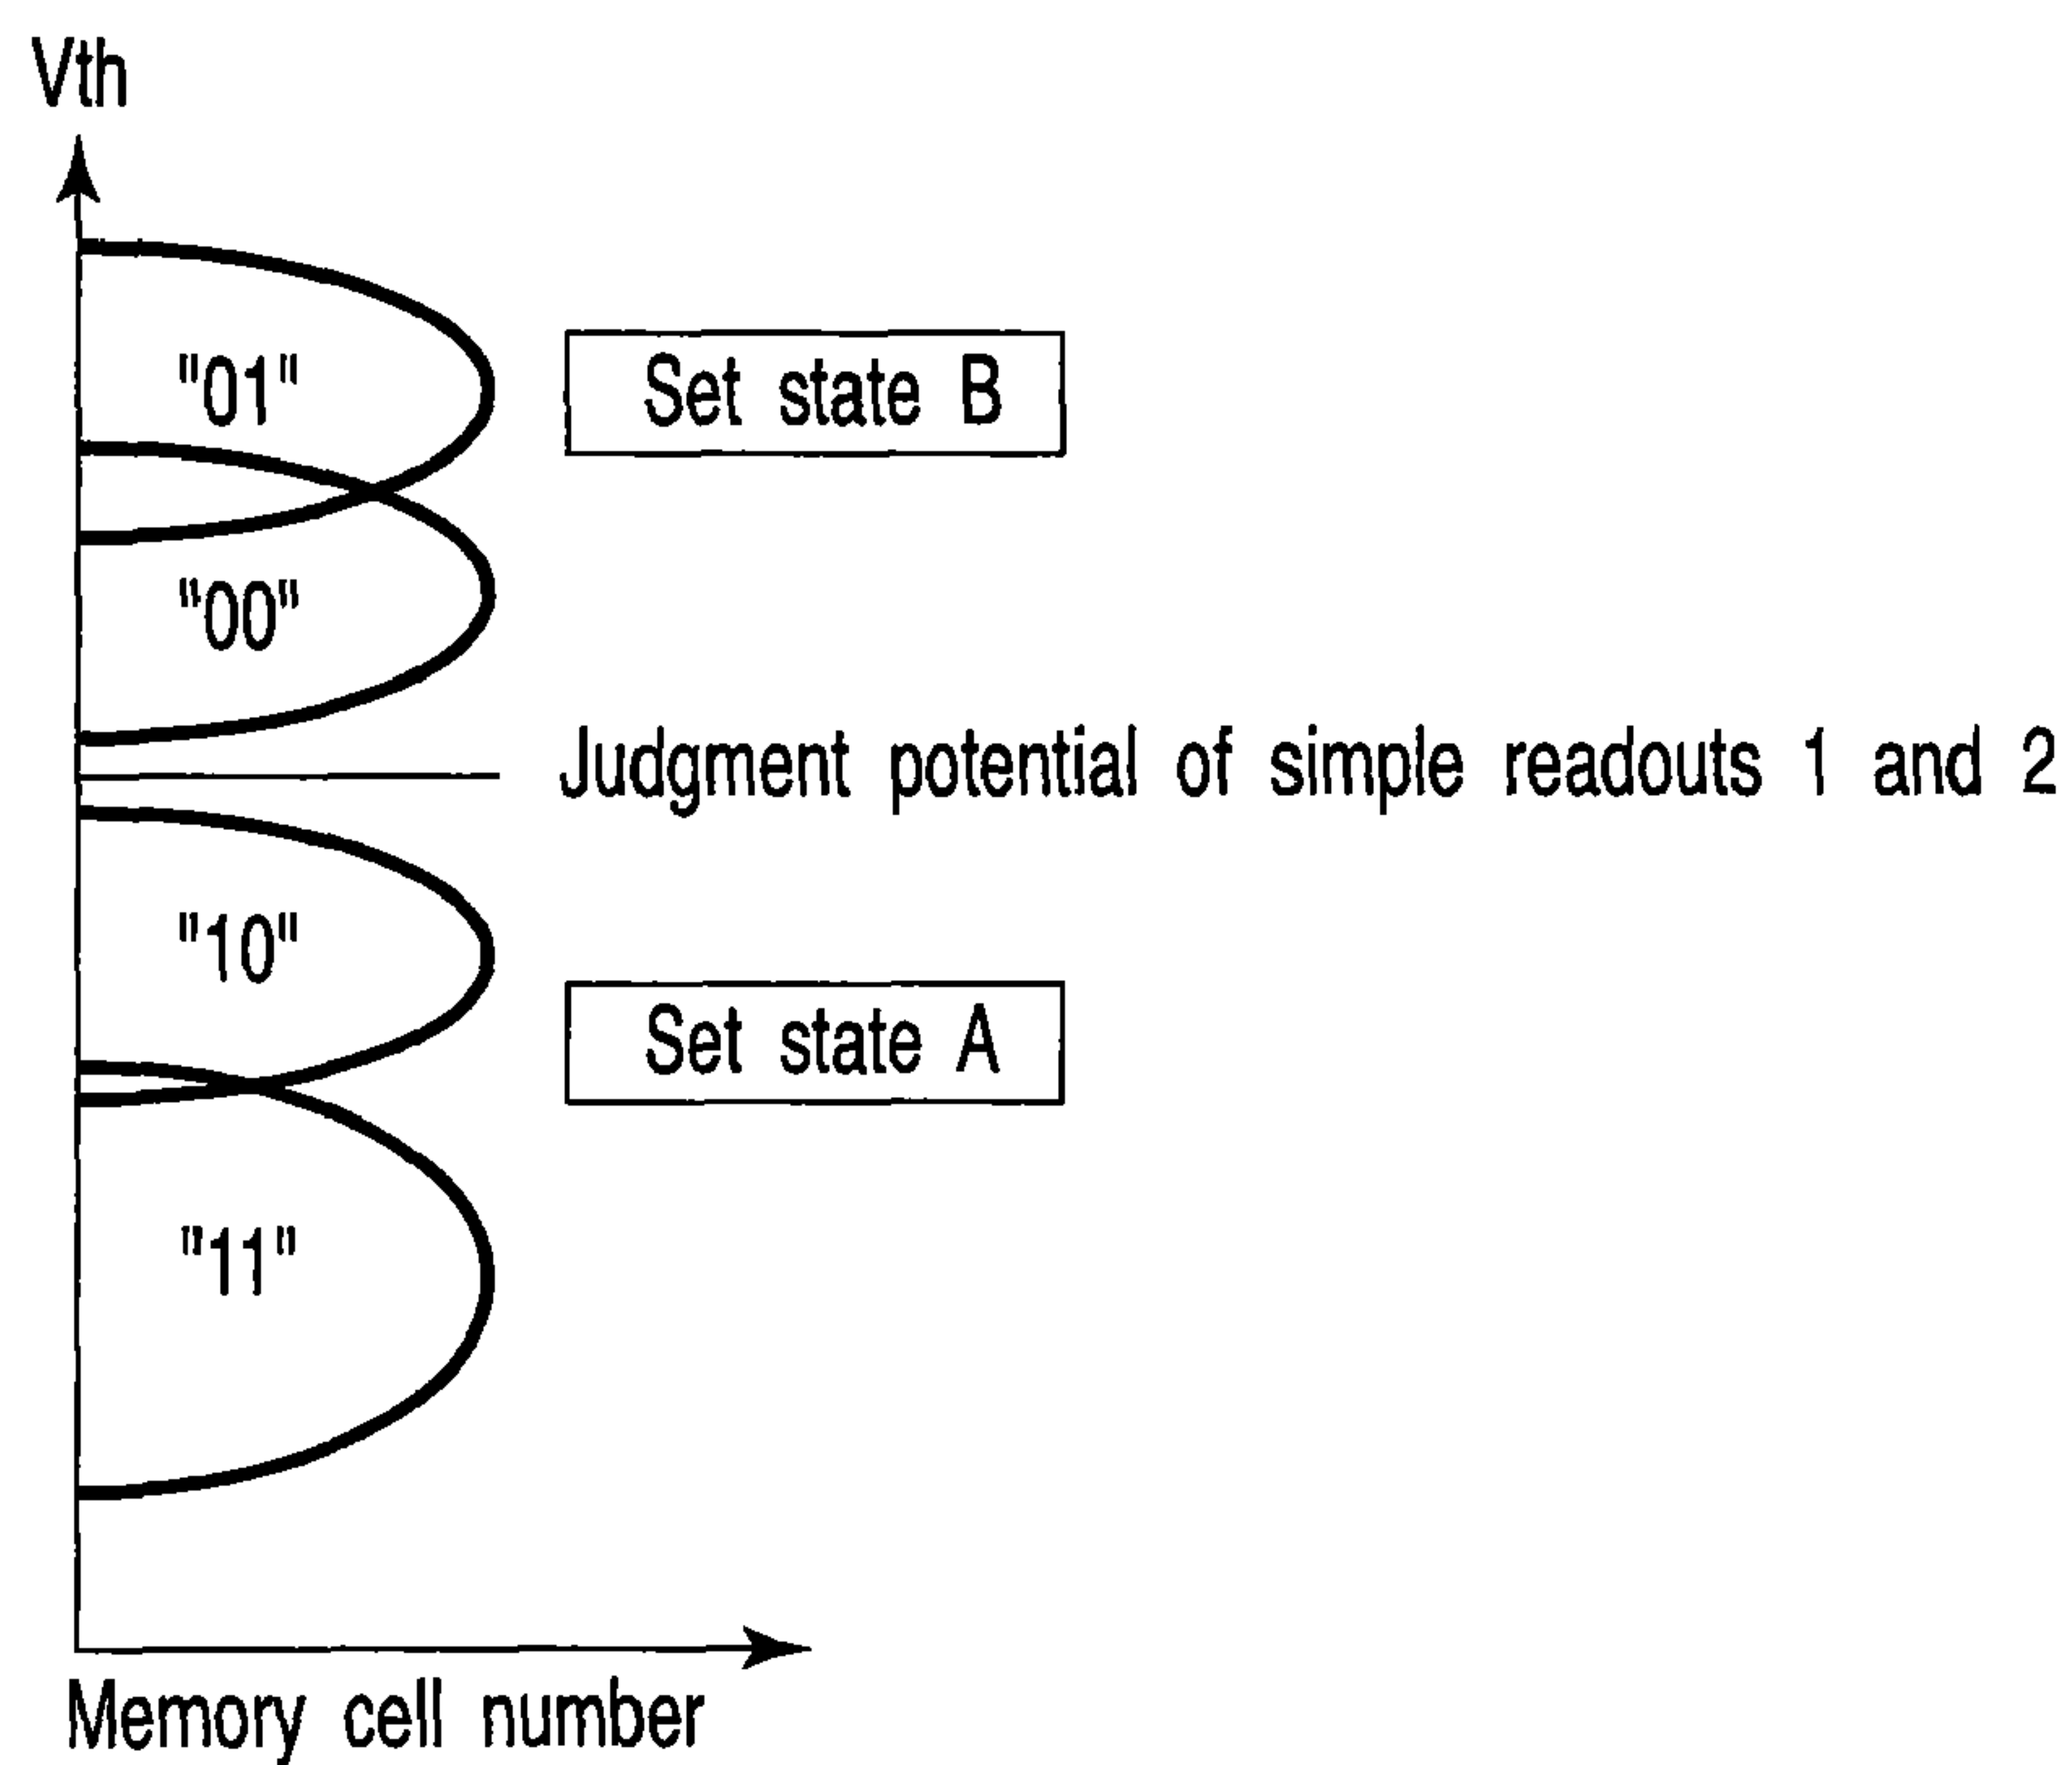 Vth
"01"
Set state B
"00"
Judgment potential of simple readouts 1 and 2
"10"
Set state A
"11"
Memory cell number